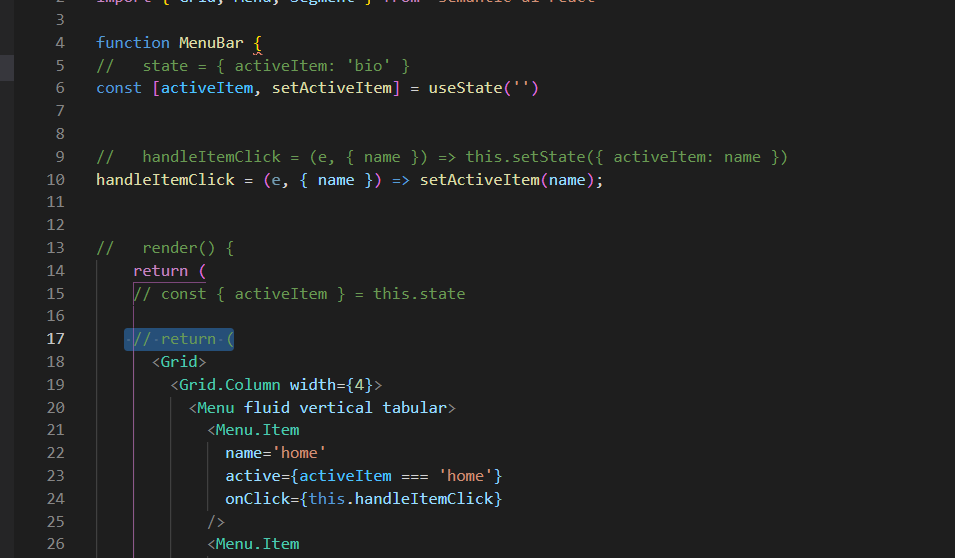 2 import { Grid, Menu, Segment } from 'semantic-ui-react'
3
4 function MenuBar {
5 //   state = { activeItem: 'bio' }
6 const [activeItem, setActiveItem] = useState('')
7
8
9 //   handleItemClick = (e, { name }) => this.setState({ activeItem: name })
10 handleItemClick = (e, { name }) => setActiveItem(name);
11
12
13 //   render() {
14     return (
15     // const { activeItem } = this.state
16
17     // return (
18       <Grid>
19         <Grid.Column width={4}>
20           <Menu fluid vertical tabular>
21             <Menu.Item
22               name='home'
23               active={activeItem === 'home'}
24               onClick={this.handleItemClick}
25             />
26             <Menu.Item